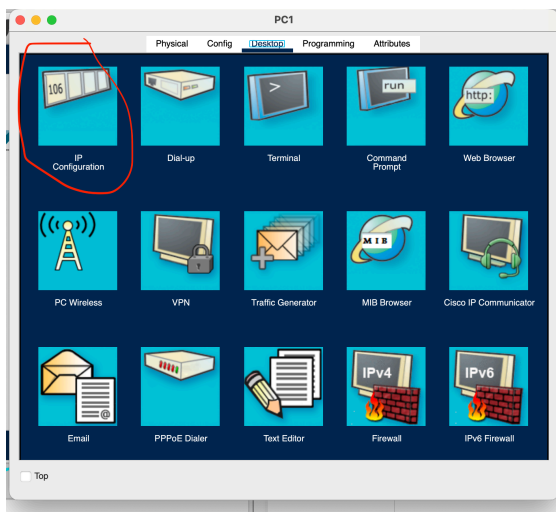 PC1
Physical Config Desktop Programming Attributes
106
>
run
http:
IP
Configuration
Dial-up
Terminal
Command
Prompt
Web Browser
MIB
PC Wireless
VPN
Traffic Generator
MIB Browser
Cisco IP Communicator
@
IPv4
IPv6
Email
PPPoE Dialer
Text Editor
Firewall
IPv6 Firewall
Top